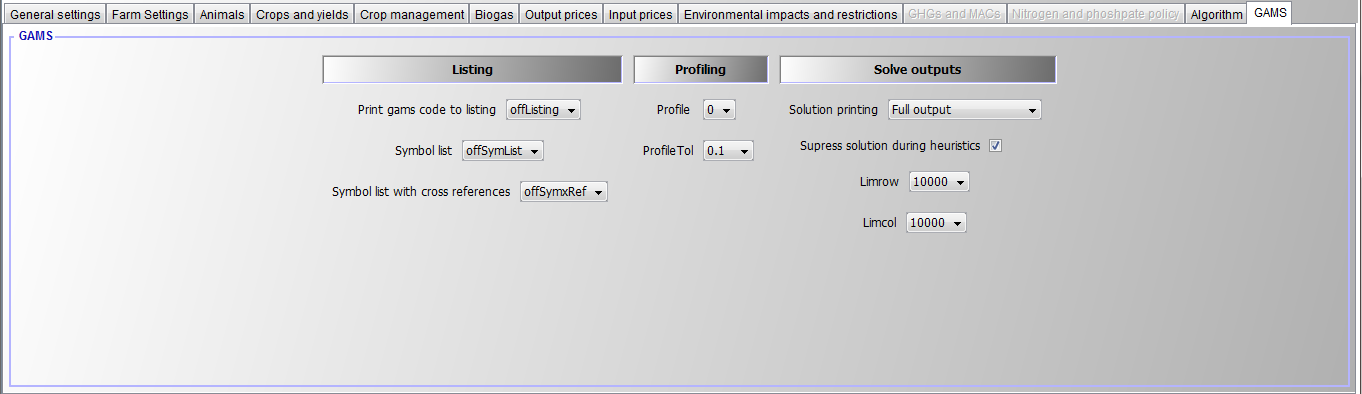 General settings Farm Settings Animals Crops and yields Crop management Biogas Output prices Input prices Environmental impacts and restrictions GHGs and MACs Nitrogen and phoshpate policy Algorithm GAMS
GAMS
Listing Profiling Solve outputs
Print gams code to listing offListing Profile 0 Solution printing Full output
Symbol list offSymList ProfileTol 0.1 Supress solution during heuristics
Symbol list with cross references offSymxRef Limrow 10000
Limcol 10000